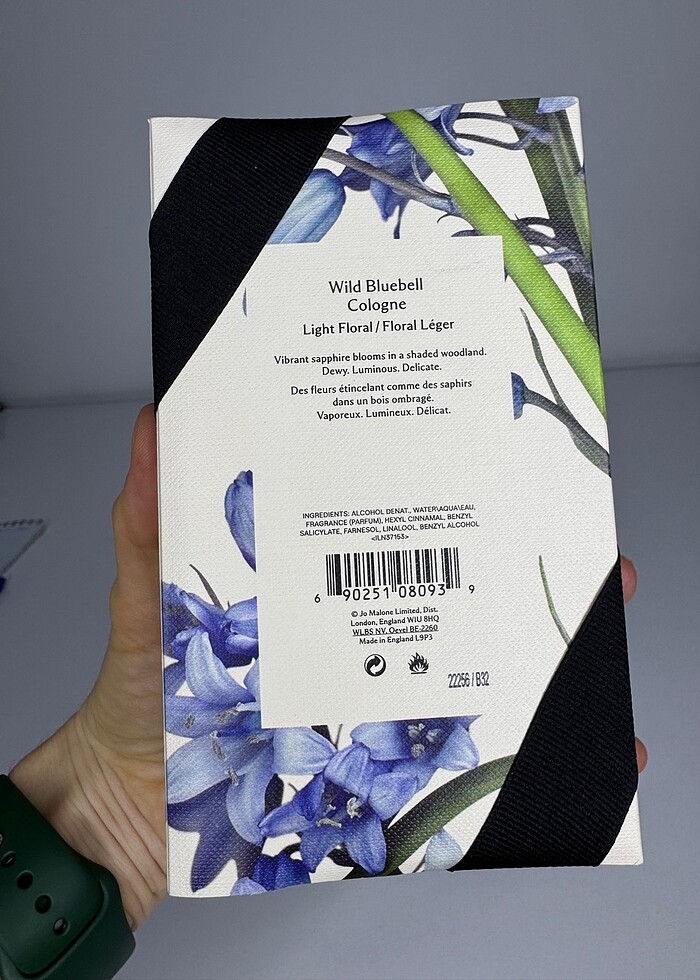 Wild Bluebell
Cologne
Light Floral / Floral Léger
Vibrant sapphire blooms in a shaded woodland.
Dewy. Luminous. Delicate.
Des fleurs étincelant comme des saphirs
dans un bois ombragé.
Vaporeux. Lumineux. Délicat.
INGREDIENTS: ALCOHOL DENAT., WATER\AQUA\EAU,
FRAGRANCE (PARFUM), HEXYL CINNAMAL, BENZYL
SALICYLATE, FARNESOL, LINALOOL, BENZYL ALCOHOL
<ILN37153>
6 90251 08093 9
© Jo Malone Limited, Dist.
London, England W1U 8HQ
WLBS NV, Oevel BE-2260
Made in England L9P3
22256 / B32